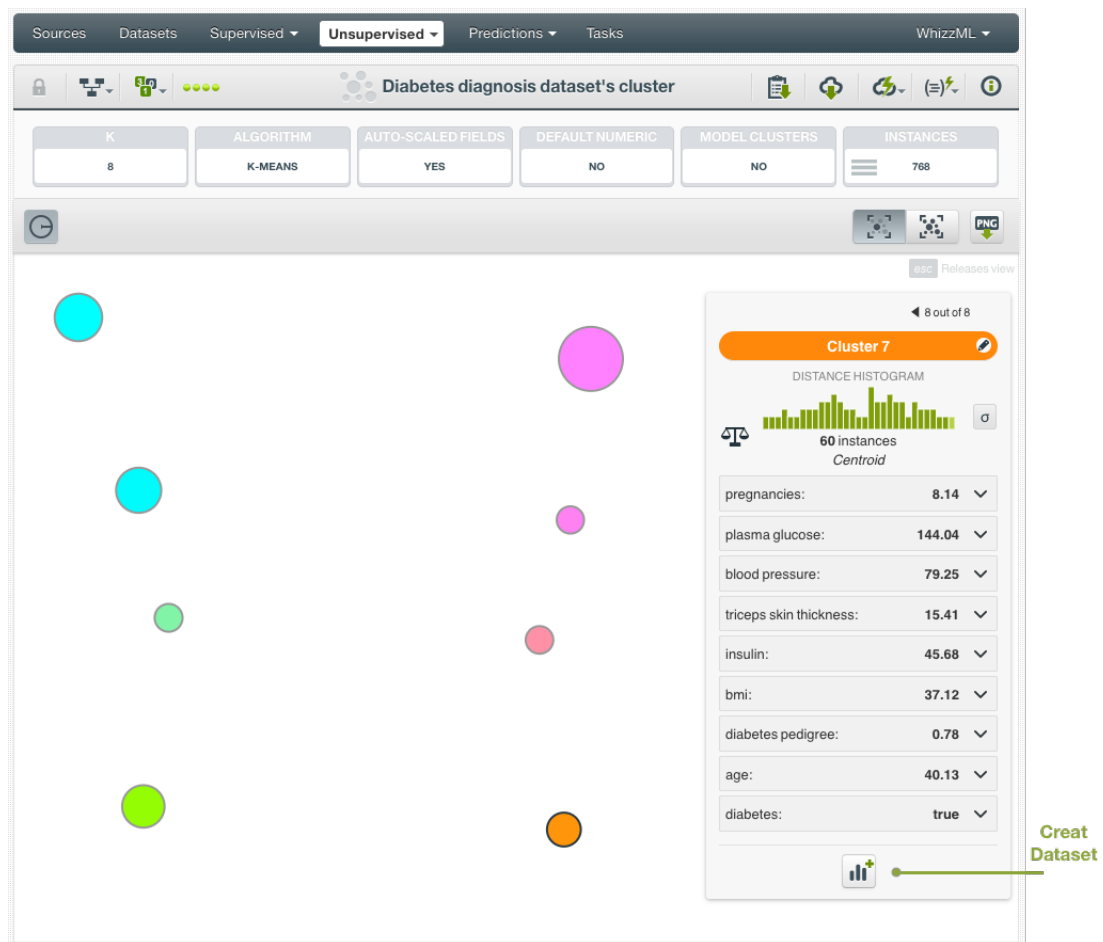 Sources Datasets Supervised Unsupervised Predictions Tasks WhizzML
Diabetes diagnosis dataset's cluster
K ALGORITHM AUTO-SCALED FIELDS DEFAULT NUMERIC MODEL CLUSTERS INSTANCES
8 K-MEANS YES NO NO 768
PNG
esc Releases view
8 out of 8
Cluster 7
DISTANCE HISTOGRAM
σ
60 instances
Centroid
pregnancies: 8.14
plasma glucose: 144.04
blood pressure: 79.25
triceps skin thickness: 15.41
insulin: 45.68
bmi: 37.12
diabetes pedigree: 0.78
age: 40.13
diabetes: true
Creat
Dataset